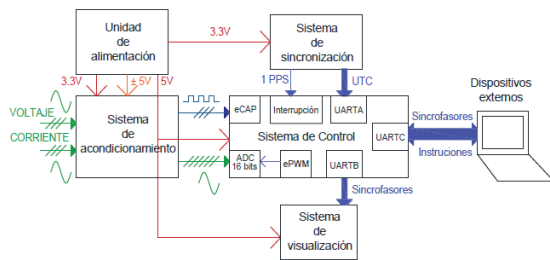 Unidad
de
alimentación
3.3V
Sistema
de
sincronización
3.3V
± 5V
5V
1 PPS
UTC
Dispositivos
externos
VOLTAJE
CORRIENTE
Sistema
de
acondicionamiento
eCAP
Interrupción
UARTA
Sistema de Control
UARTC
ADC
16 bits
ePWM
UARTB
Sincrofasores
Instruciones
Sincrofasores
Sistema
de
visualización